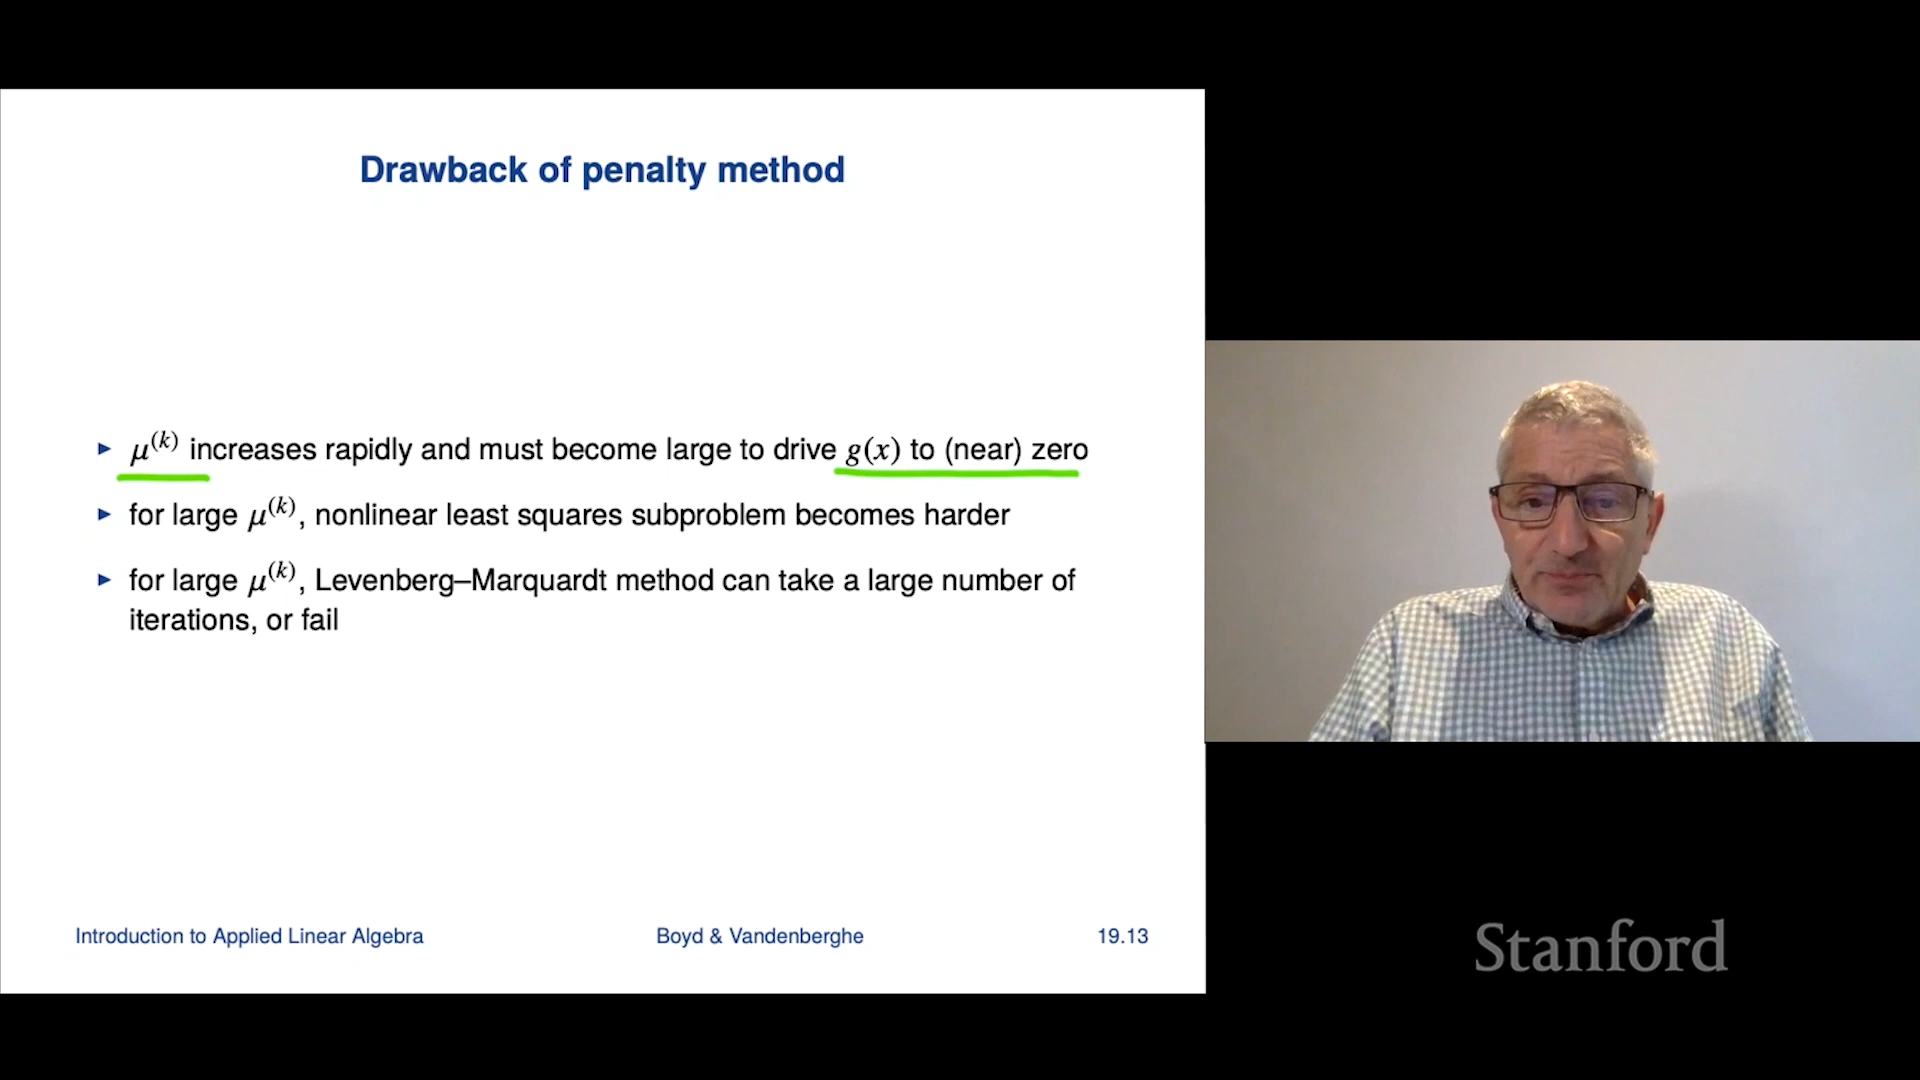 Drawback of penalty method
▶ μ^(k) increases rapidly and must become large to drive g(x) to (near) zero
▶ for large μ^(k), nonlinear least squares subproblem becomes harder
▶ for large μ^(k), Levenberg–Marquardt method can take a large number of
iterations, or fail
Introduction to Applied Linear Algebra
Boyd & Vandenberghe
19.13
Stanford